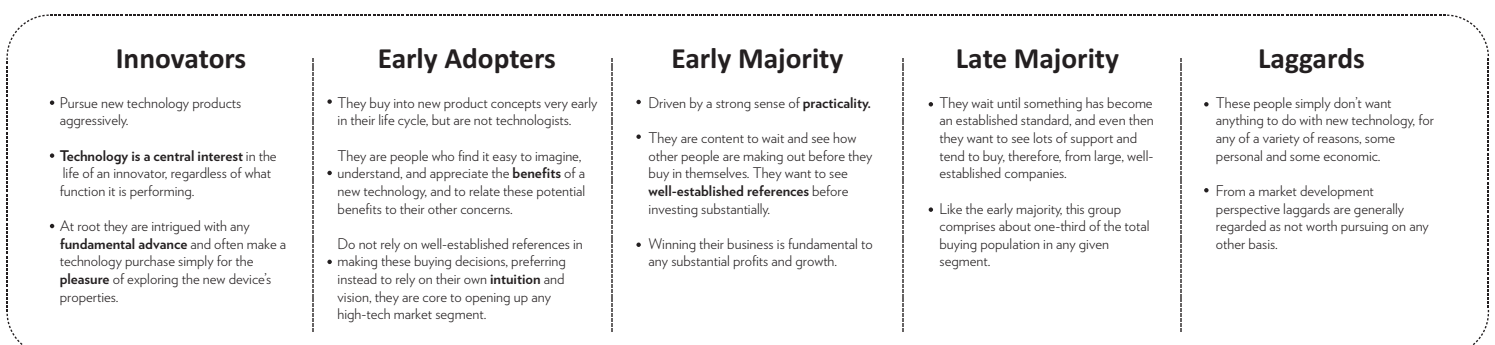 Innovators
• Pursue new technology products
aggressively.
• Technology is a central interest in the
life of an innovator, regardless of what
function it is performing.
• At root they are intrigued with any
fundamental advance and often make a
technology purchase simply for the
pleasure of exploring the new device's
properties.
Early Adopters
• They buy into new product concepts very early
in their life cycle, but are not technologists.
They are people who find it easy to imagine,
• understand, and appreciate the benefits of a
new technology, and to relate these potential
benefits to their other concerns.
Do not rely on well-established references in
• making these buying decisions, preferring
instead to rely on their own intuition and
vision, they are core to opening up any
high-tech market segment.
Early Majority
• Driven by a strong sense of practicality.
• They are content to wait and see how
other people are making out before they
buy in themselves. They want to see
well-established references before
investing substantially.
• Winning their business is fundamental to
any substantial profits and growth.
Late Majority
• They wait until something has become
an established standard, and even then
they want to see lots of support and
tend to buy, therefore, from large, well-
established companies.
• Like the early majority, this group
comprises about one-third of the total
buying population in any given
segment.
Laggards
• These people simply don't want
anything to do with new technology, for
any of a variety of reasons, some
personal and some economic.
• From a market development
perspective laggards are generally
regarded as not worth pursuing on any
other basis.